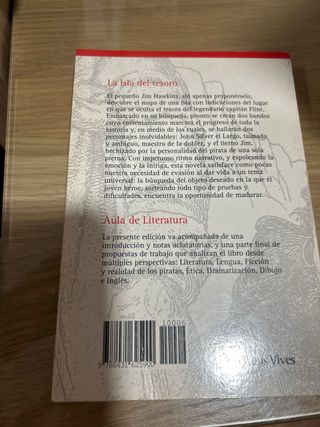 La isla del tesoro
El pequeño Jim Hawkins, sin apenas proponérselo,
descubre el mapa de una isla con indicaciones del lugar
en que se oculta el tesoro del legendario capitán Flint.
Embarcado en su búsqueda, pronto se crean dos bandos
cuyo enfrentamiento marcará el progreso de toda la
historia y, en medio de los cuales, se hallarán dos
personajes inolvidables: John Silver el Largo, taimado
y ambiguo, maestro de la doblez, y el tierno Jim,
hechizado por la personalidad del pirata de una sola
pierna. Con impetuoso ritmo narrativo, y espoleando la
emoción y la intriga, esta novela satisface como pocas
nuestra necesidad de evasión al dar vida a un tema
universal: la búsqueda del objeto deseado en la que el
joven héroe, sorteando todo tipo de pruebas y
dificultades, encuentra la oportunidad de madurar.
Aula de Literatura
La presente edición va acompañada de una
introducción y notas aclaratorias, y una parte final de
propuestas de trabajo que analizan el libro desde
múltiples perspectivas: Literatura, Lengua, Ficción
y realidad de los piratas, Ética, Dramatización, Dibujo
e Inglés.
10006
9 788431 625900
Vives